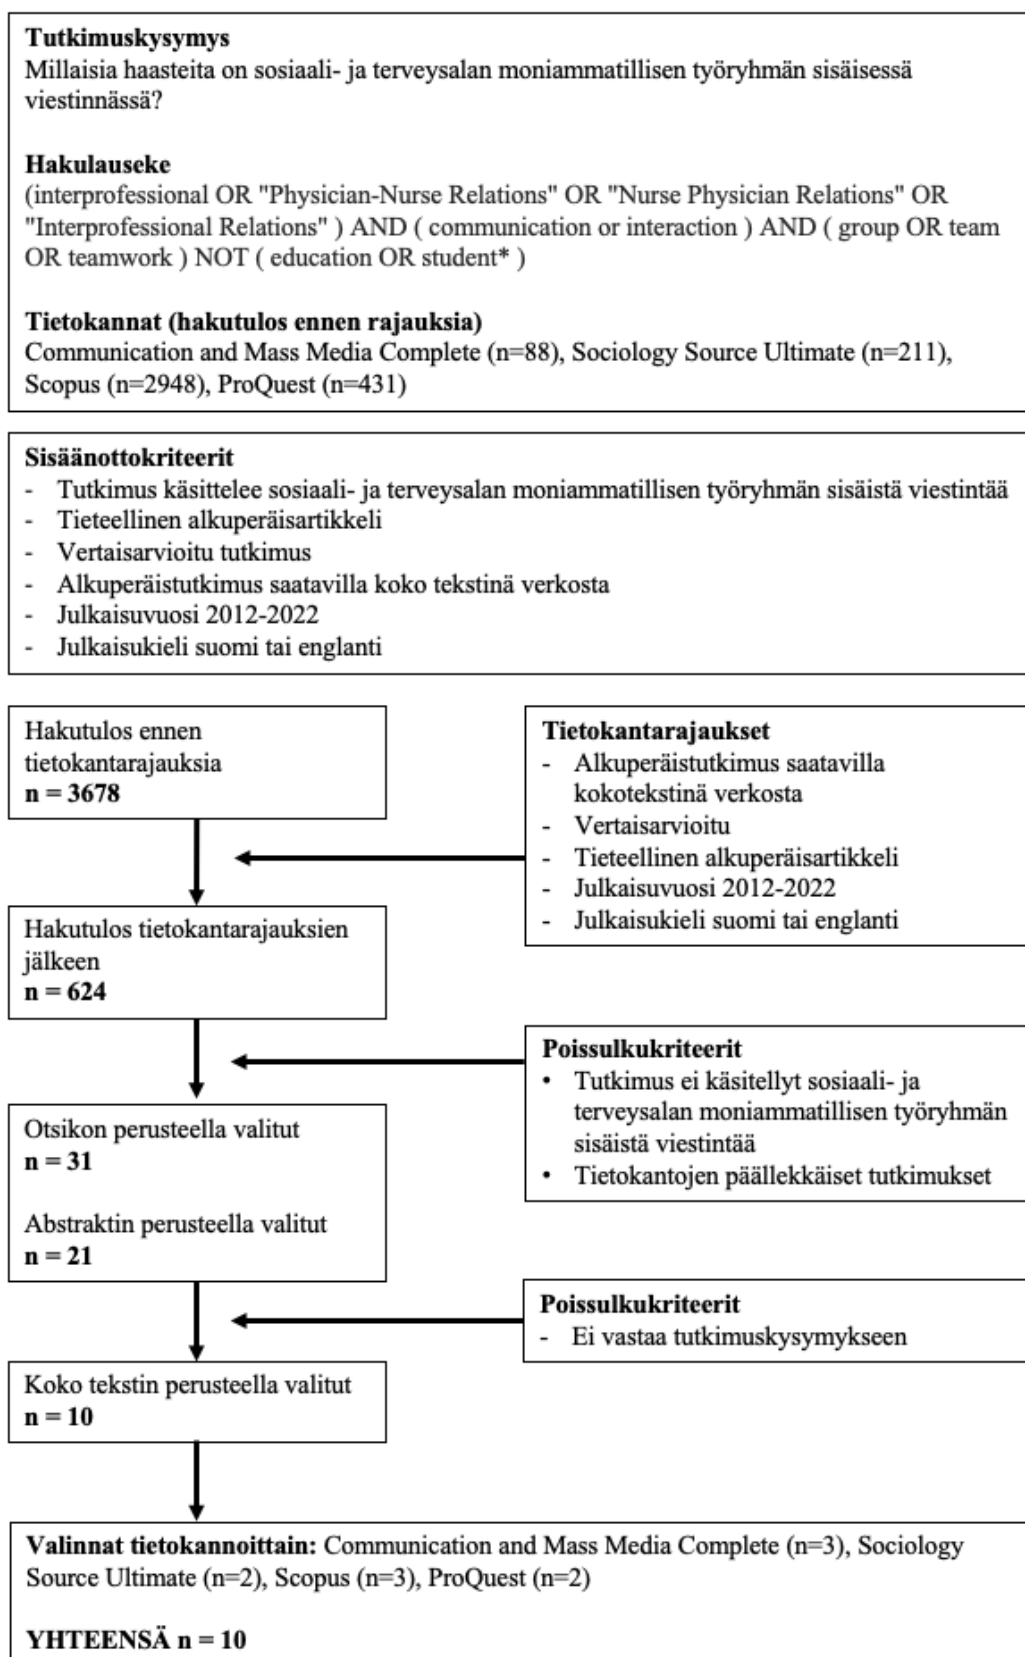 Tutkimuskysymys
Millaisia haasteita on sosiaali- ja terveysalan moniammatillisen työryhmän sisäisessä
viestinnässä?
Hakulauseke
(interprofessional OR "Physician-Nurse Relations" OR "Nurse Physician Relations" OR
"Interprofessional Relations" ) AND ( communication or interaction ) AND ( group OR team
OR teamwork ) NOT ( education OR student* )
Tietokannat (hakutulos ennen rajauksia)
Communication and Mass Media Complete (n=88), Sociology Source Ultimate (n=211),
Scopus (n=2948), ProQuest (n=431)
Sisäänottokriteerit
- Tutkimus käsittelee sosiaali- ja terveysalan moniammatillisen työryhmän sisäistä viestintää
- Tieteellinen alkuperäisartikkeli
- Vertaisarvioitu tutkimus
- Alkuperäistutkimus saatavilla koko tekstinä verkosta
- Julkaisuvuosi 2012-2022
- Julkaisukieli suomi tai englanti
Hakutulos ennen
tietokantarajauksia
n = 3678
Tietokantarajaukset
- Alkuperäistutkimus saatavilla
kokotekstinä verkosta
- Vertaisarvioitu
- Tieteellinen alkuperäisartikkeli
- Julkaisuvuosi 2012-2022
- Julkaisukieli suomi tai englanti
Hakutulos tietokantarajauksien
jälkeen
n = 624
Poissulkukriteerit
• Tutkimus ei käsitellyt sosiaali- ja
terveysalan moniammatillisen työryhmän
sisäistä viestintää
• Tietokantojen päällekkäiset tutkimukset
Otsikon perusteella valitut
n = 31
Abstraktin perusteella valitut
n = 21
Poissulkukriteerit
- Ei vastaa tutkimuskysymykseen
Koko tekstin perusteella valitut
n = 10
Valinnat tietokannoittain: Communication and Mass Media Complete (n=3), Sociology
Source Ultimate (n=2), Scopus (n=3), ProQuest (n=2)
YHTEENSÄ n = 10